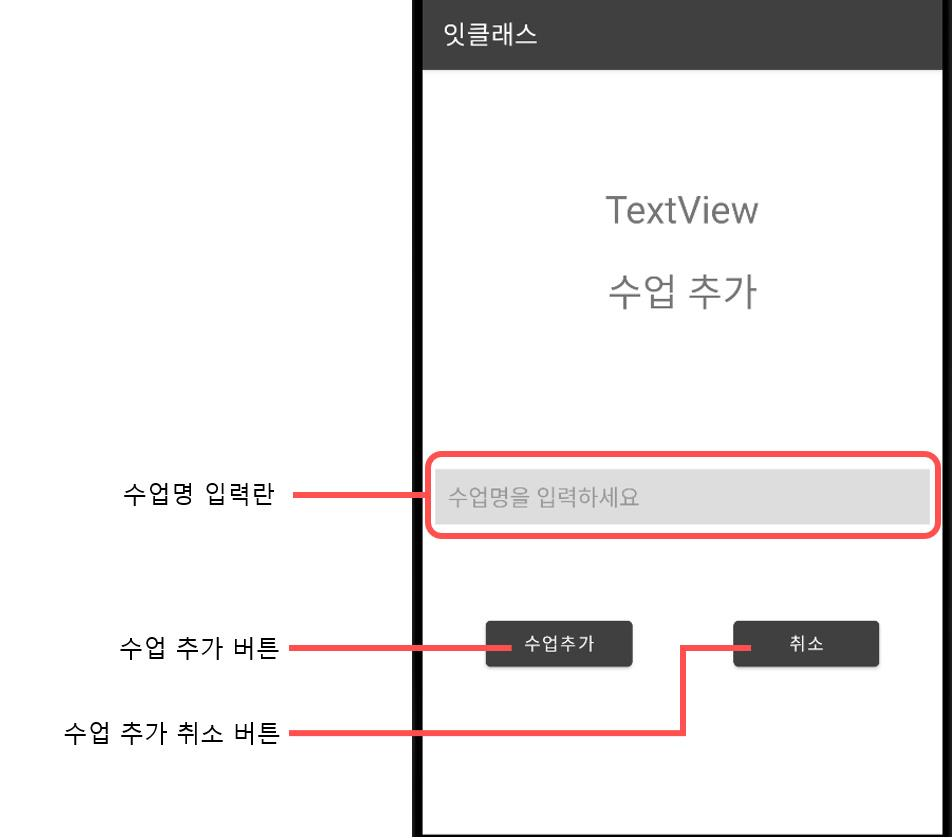 잇클래스
TextView
수업 추가
수업명 입력란
수업명을 입력하세요
수업 추가 버튼
수업추가
취소
수업 추가 취소 버튼